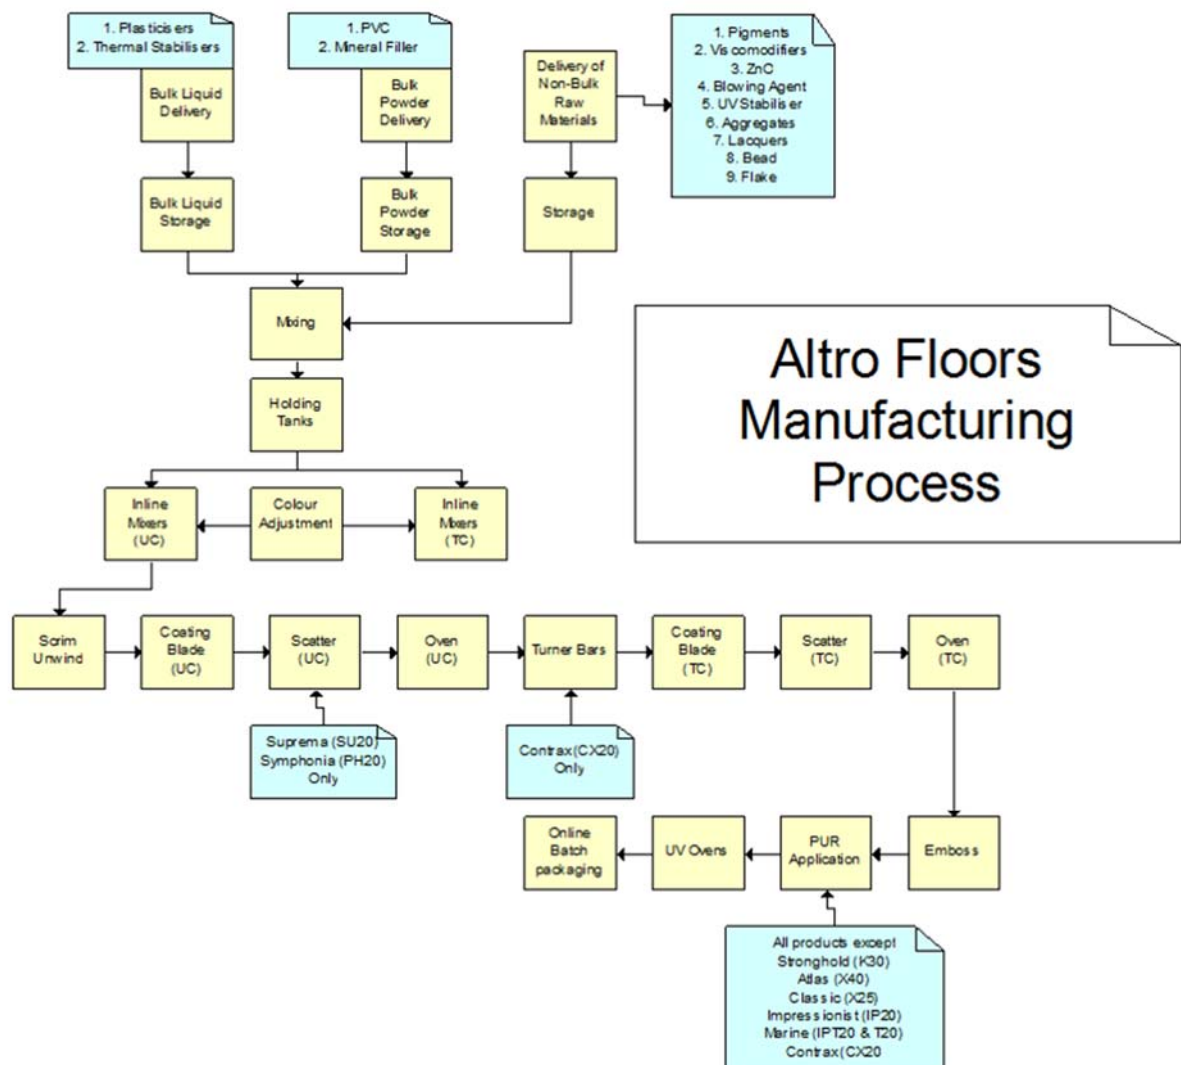 1. Plasticisers
2. Thermal Stabilisers
1. PVC
2. Mineral Filler
Bulk Liquid
Delivery
Bulk
Powder
Delivery
Delivery of
Non-Bulk
Raw
Materials
1. Pigments
2. Viscomodifiers
3. ZnO
4. Blowing Agent
5. UV Stabiliser
6. Aggregates
7. Lacquers
8. Bead
9. Flake
Bulk Liquid
Storage
Bulk
Powder
Storage
Storage
Mixing
Altro Floors
Manufacturing
Process
Holding
Tanks
Inline
Mixers
(UC)
Colour
Adjustment
Inline
Mixers
(TC)
Scrim
Unwind
Coating
Blade
(UC)
Scatter
(UC)
Oven
(UC)
Turner Bars
Coating
Blade
(TC)
Scatter
(TC)
Oven
(TC)
Suprema (SU20)
Symphonia (PH20)
Only
Contrax (CX20)
Only
Online
Batch
packaging
UV Ovens
PUR
Application
Emboss
All products except
Stronghold (K30)
Atlas (X40)
Classic (X25)
Impressionist (IP20)
Marine (IPT20 & T20)
Contrax (CX20